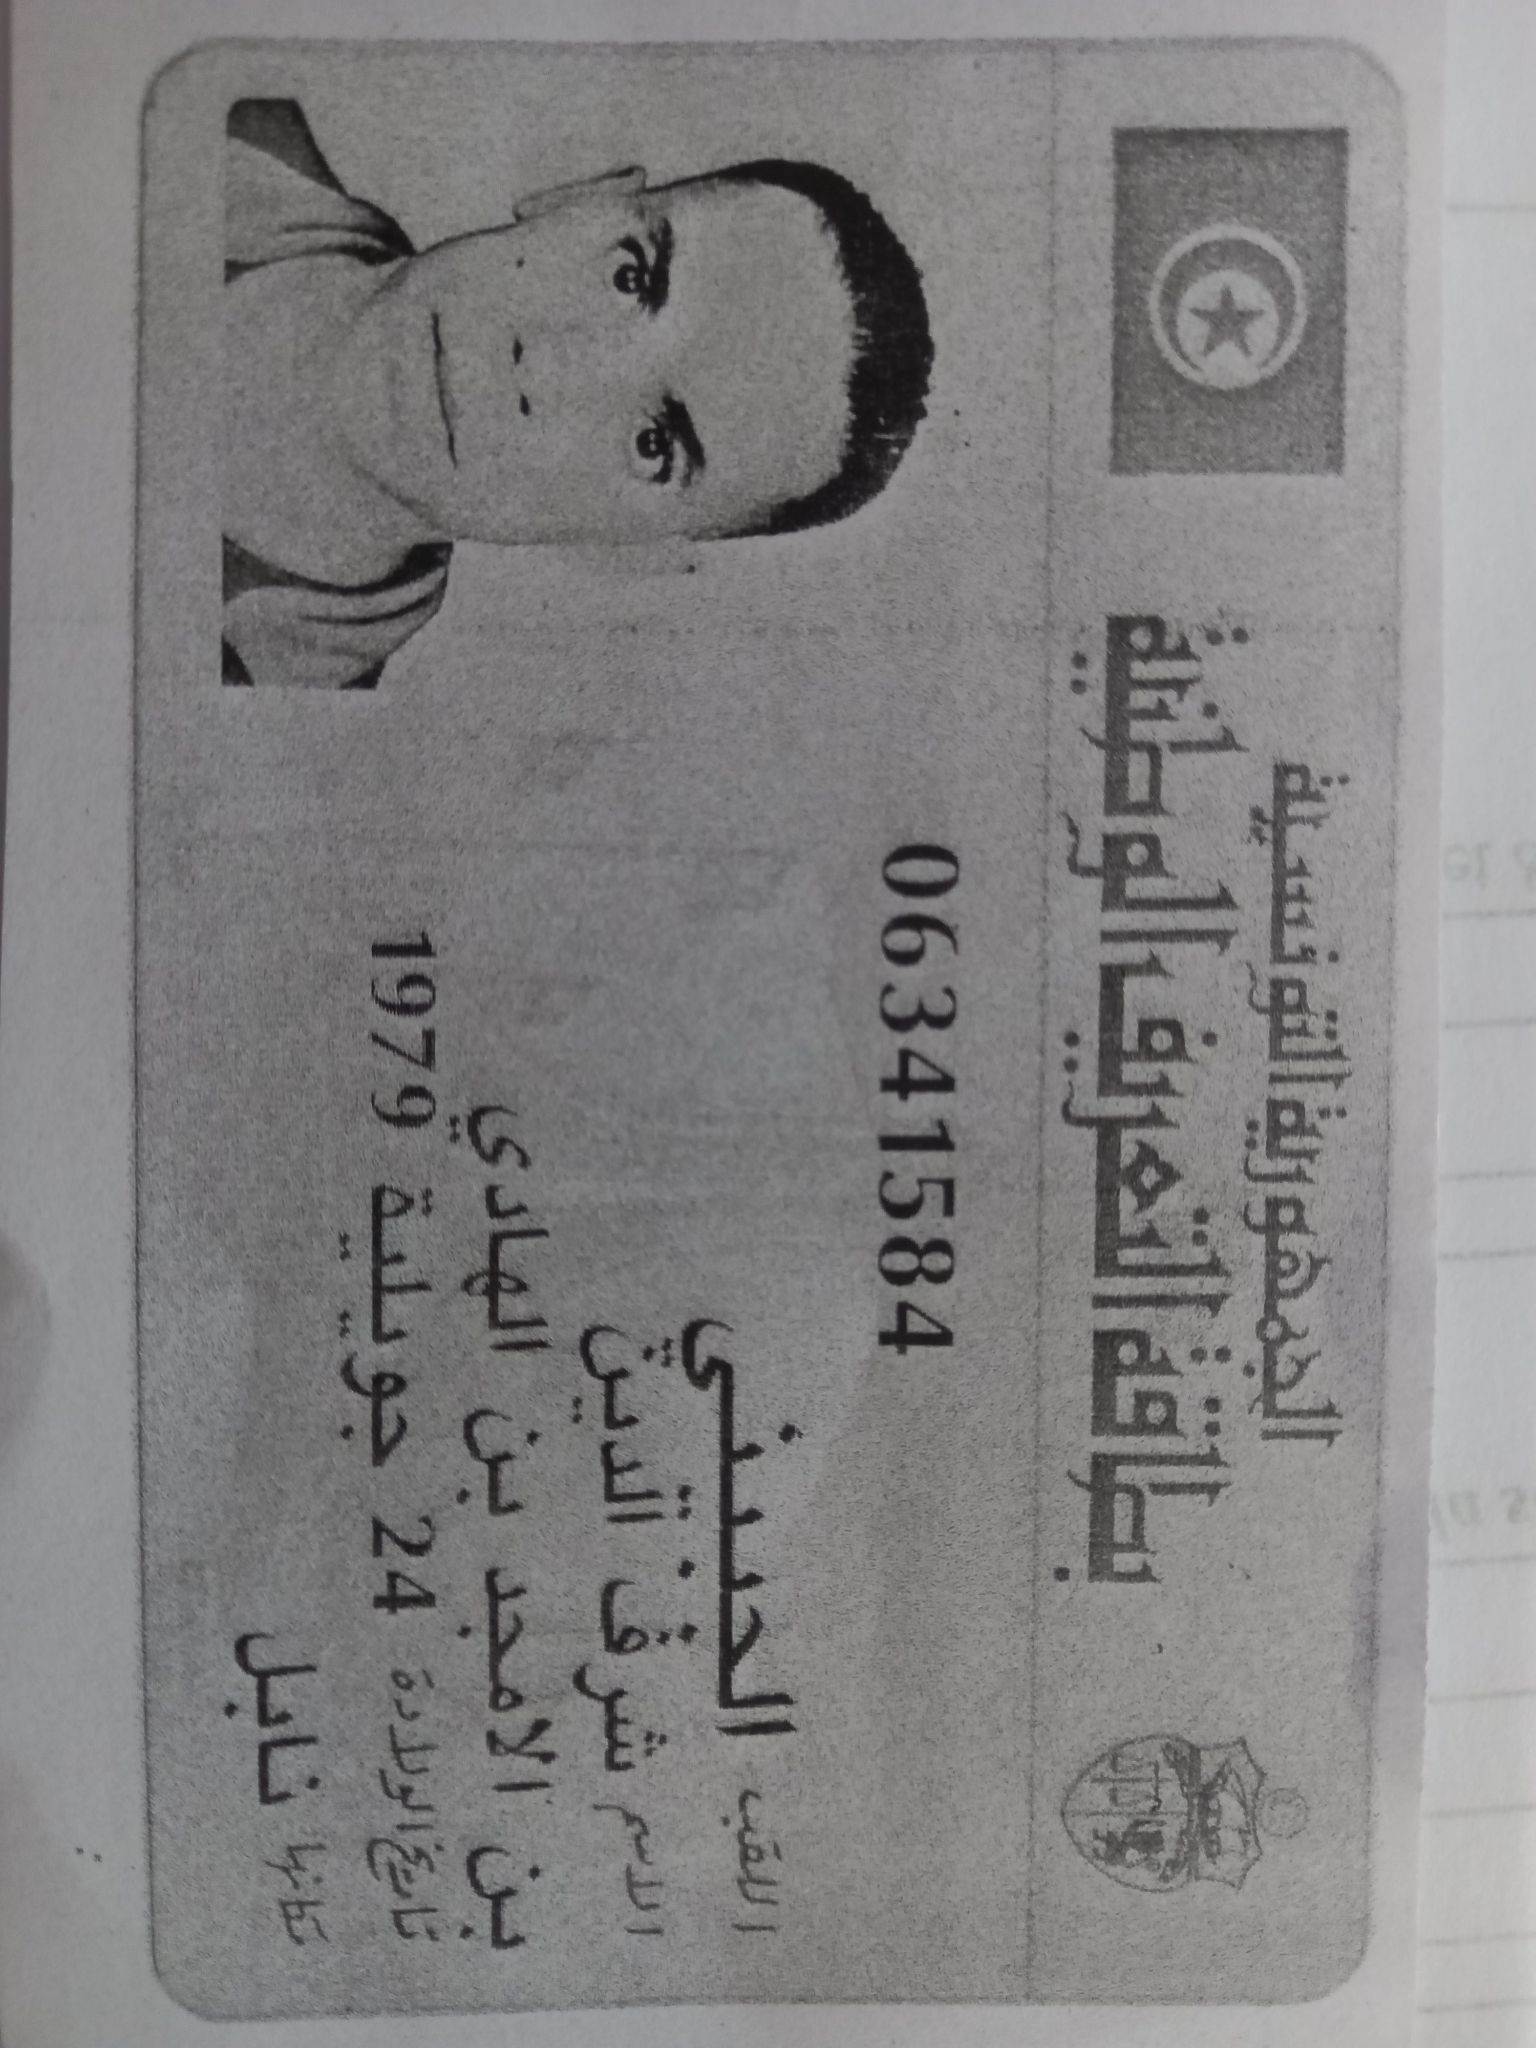 الجمهورية التونسية
بطاقة التعريف الوطنية
06341584
اللقب الحنيني
الاسم شرف الدين
بن الامجد بن الهادي
تاريخ الولادة 24 جويلية 1979
مكانها نابل